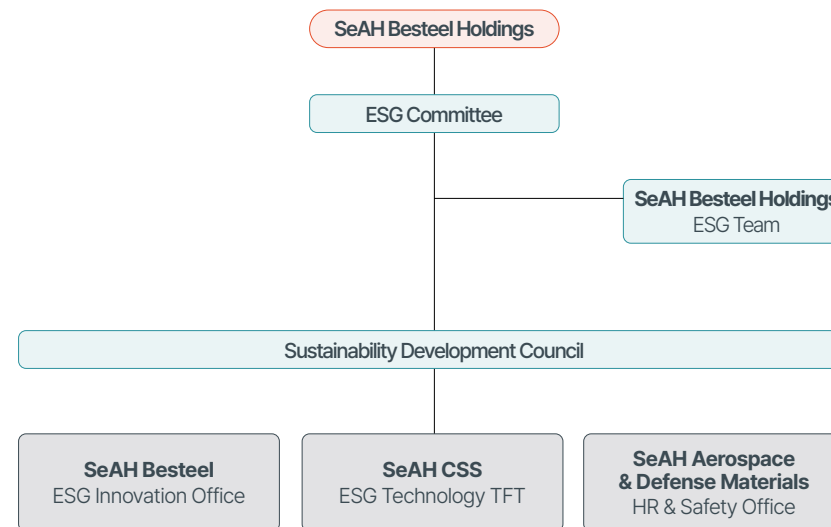 SeAH Besteel Holdings
ESG Committee
SeAH Besteel Holdings
ESG Team
Sustainability Development Council
SeAH Besteel
ESG Innovation Office
SeAH CSS
ESG Technology TFT
SeAH Aerospace
& Defense Materials
HR & Safety Office